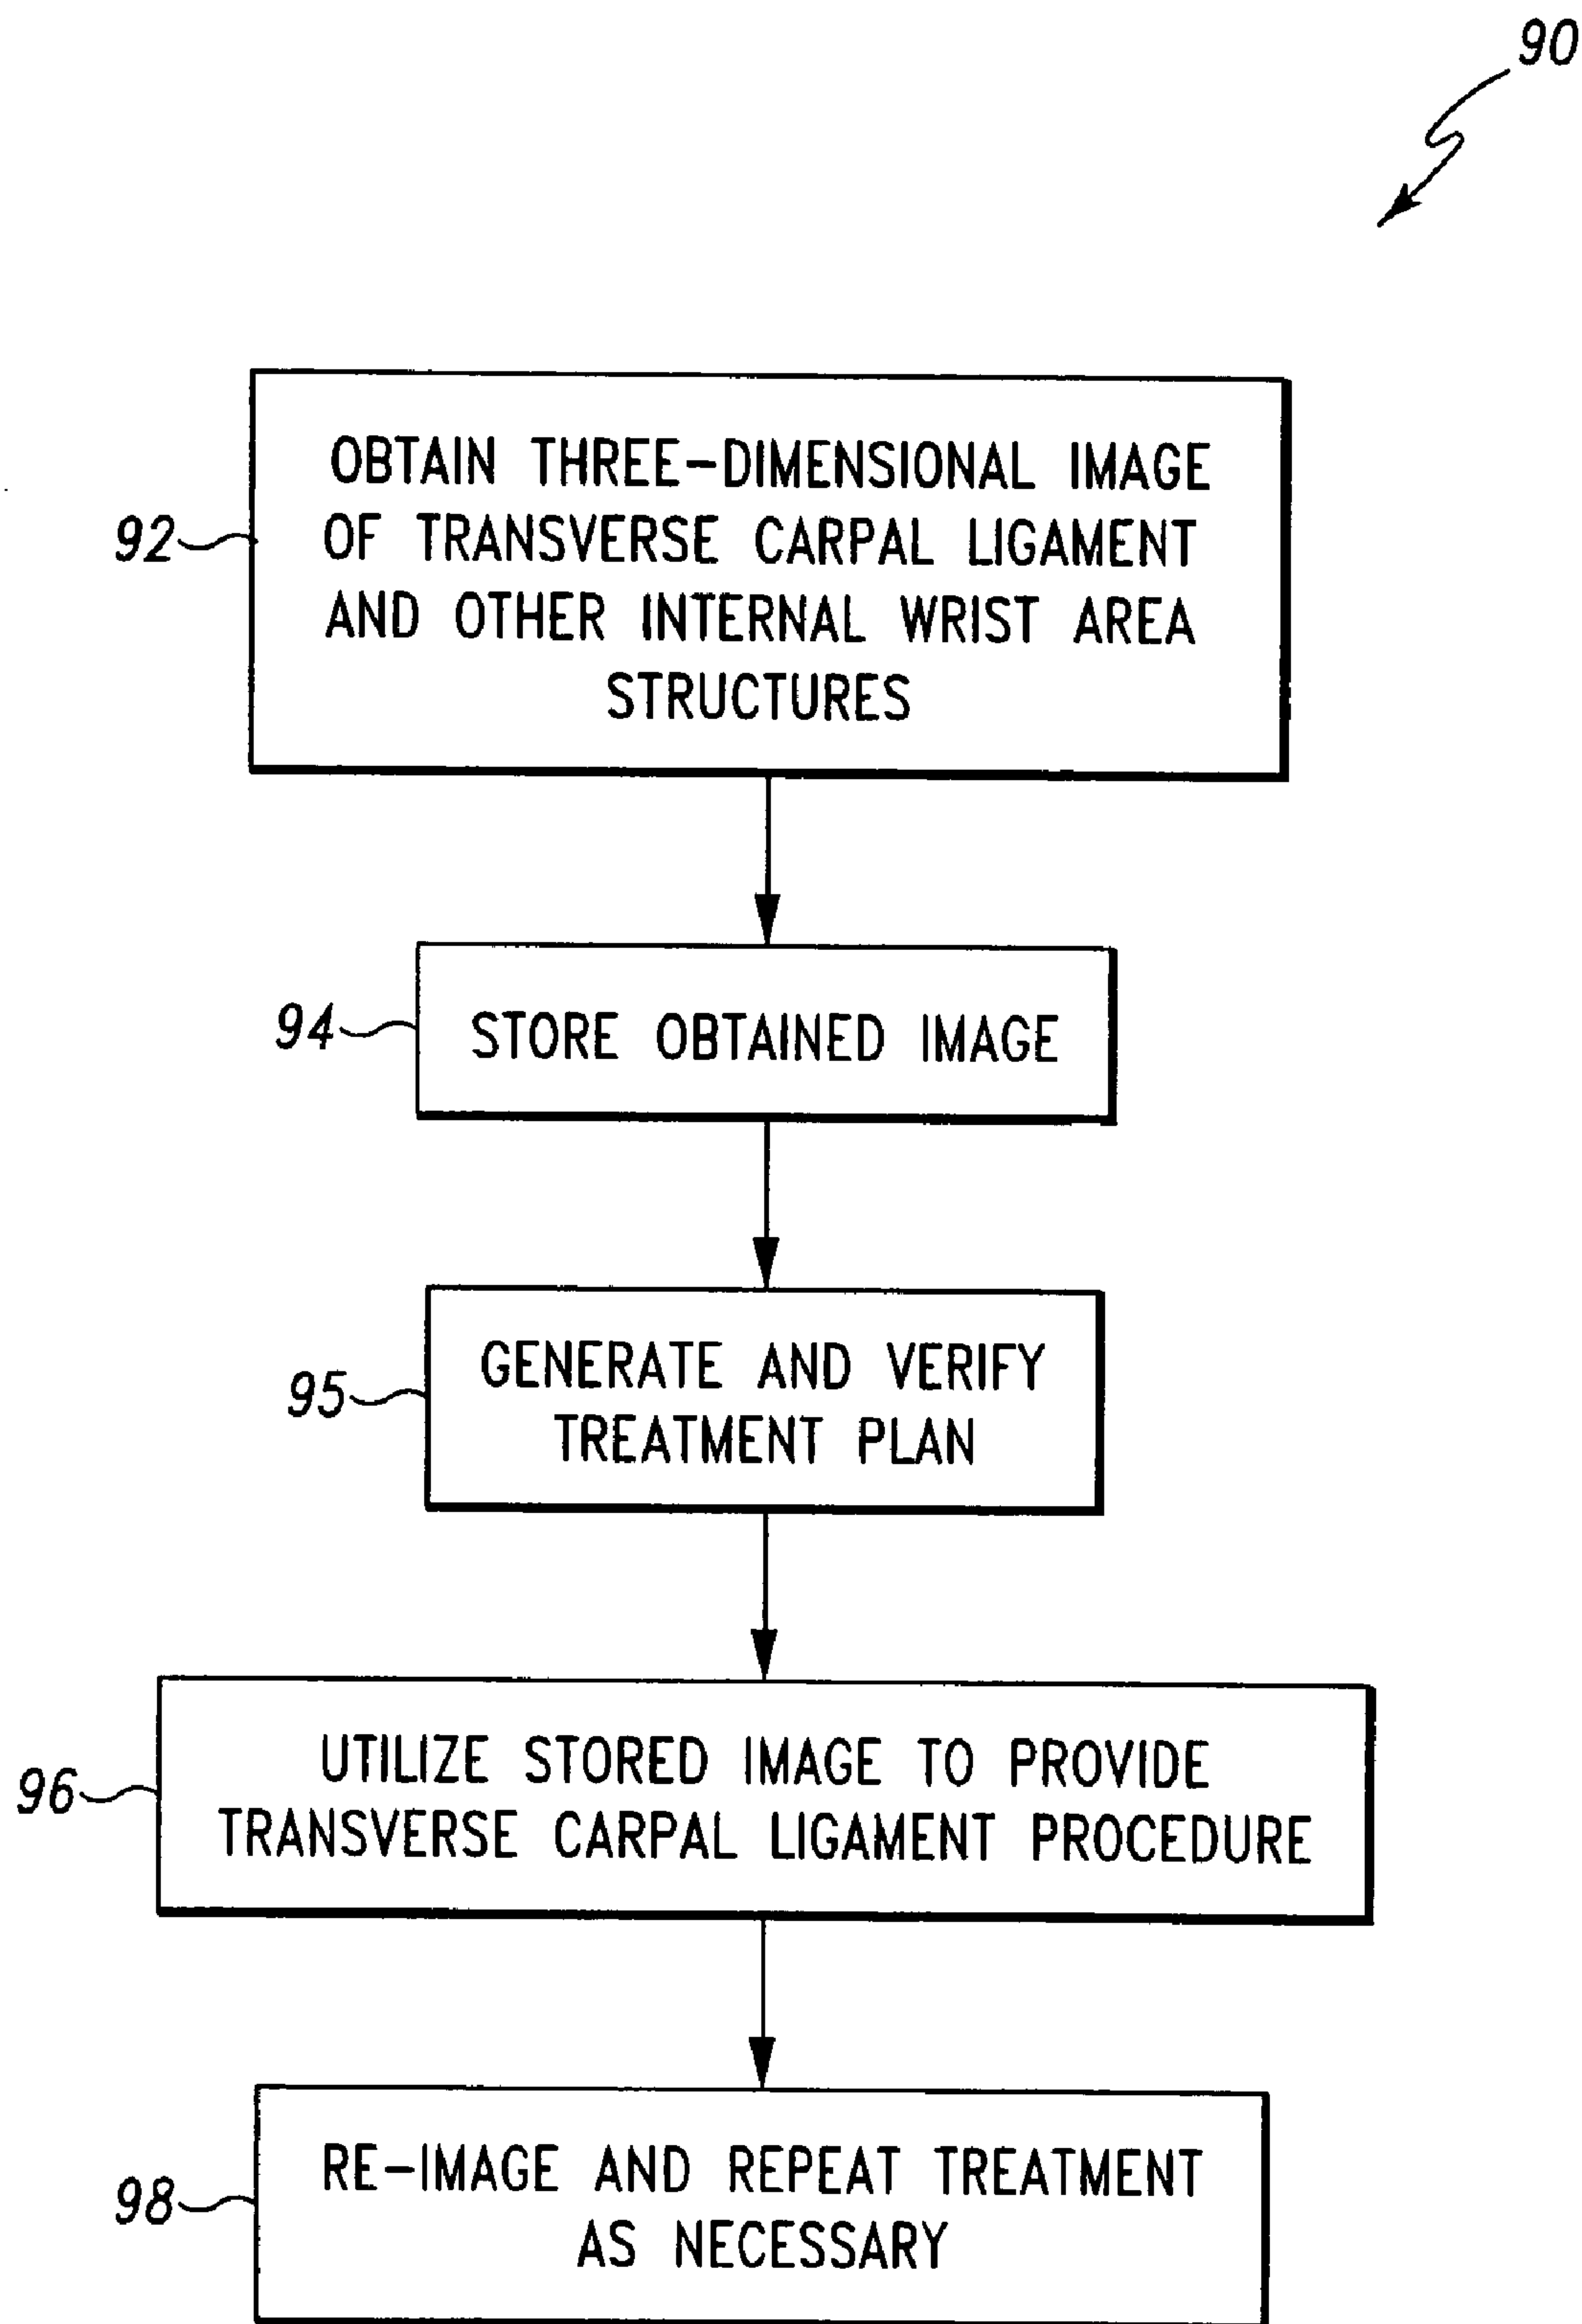 90
92
OBTAIN THREE-DIMENSIONAL IMAGE
OF TRANSVERSE CARPAL LIGAMENT
AND OTHER INTERNAL WRIST AREA
STRUCTURES
94
STORE OBTAINED IMAGE
95
GENERATE AND VERIFY
TREATMENT PLAN
96
UTILIZE STORED IMAGE TO PROVIDE
TRANSVERSE CARPAL LIGAMENT PROCEDURE
98
RE-IMAGE AND REPEAT TREATMENT
AS NECESSARY